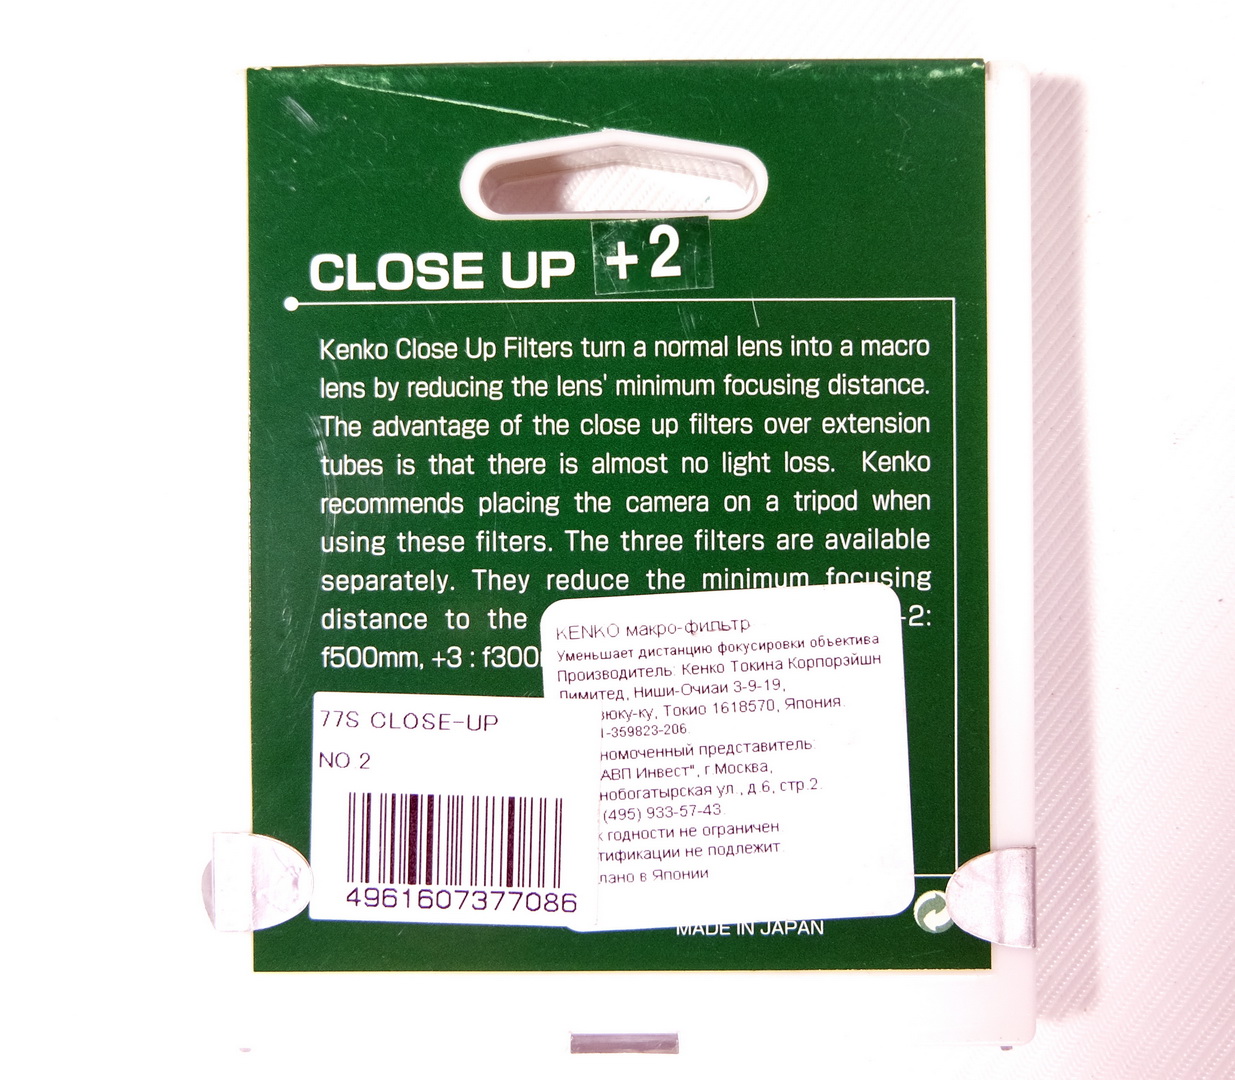 CLOSE UP +2
Kenko Close Up Filters turn a normal lens into a macro
lens by reducing the lens' minimum focusing distance.
The advantage of the close up filters over extension
tubes is that there is almost no light loss. Kenko
recommends placing the camera on a tripod when
using these filters. The three filters are available
separately. They reduce the minimum focusing
distance to the -2:
f500mm, +3 : f300
KENKO макро-фильтр
Уменьшает дистанцию фокусировки объектива
Производитель: Кенко Токина Корпорэйшн
Лимитед, Ниши-Очиаи 3-9-19,
зюку-ку, Токио 1618570, Япония.
-359823-206.
номоченный представитель:
АВП Инвест", г.Москва,
нобогатырская ул., д.6, стр.2.
(495) 933-57-43.
годности не ограничен
тификации не подлежит
лано в Японии
77S CLOSE-UP
NO 2
4961607377086
MADE IN JAPAN